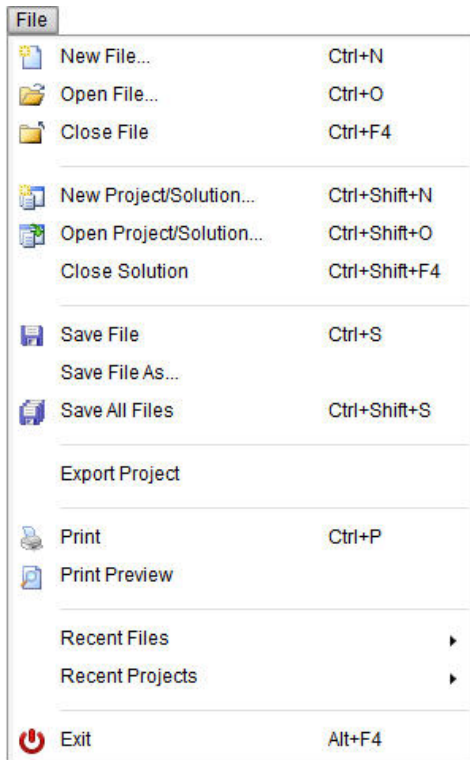 File
New File... Ctrl+N
Open File... Ctrl+O
Close File Ctrl+F4
New Project/Solution... Ctrl+Shift+N
Open Project/Solution... Ctrl+Shift+O
Close Solution Ctrl+Shift+F4
Save File Ctrl+S
Save File As...
Save All Files Ctrl+Shift+S
Export Project
Print Ctrl+P
Print Preview
Recent Files
Recent Projects
Exit Alt+F4